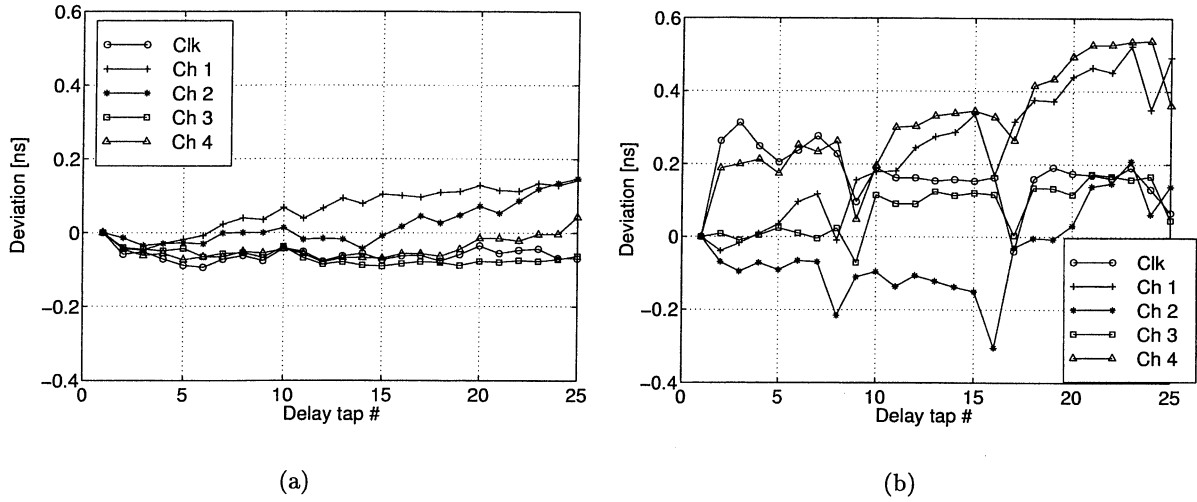 0.6
0.4
0.2
0
−0.2
−0.4
Deviation [ns]
Clk
Ch 1
Ch 2
Ch 3
Ch 4
0 5 10 15 20 25
Delay tap #
(a)
0.6
0.4
0.2
0
−0.2
−0.4
Deviation [ns]
Clk
Ch 1
Ch 2
Ch 3
Ch 4
0 5 10 15 20 25
Delay tap #
(b)